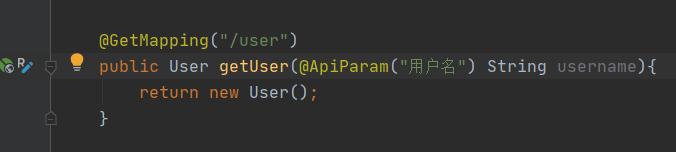 @GetMapping("/user")
public User getUser(@ApiParam("用户名") String username){
return new User();
}